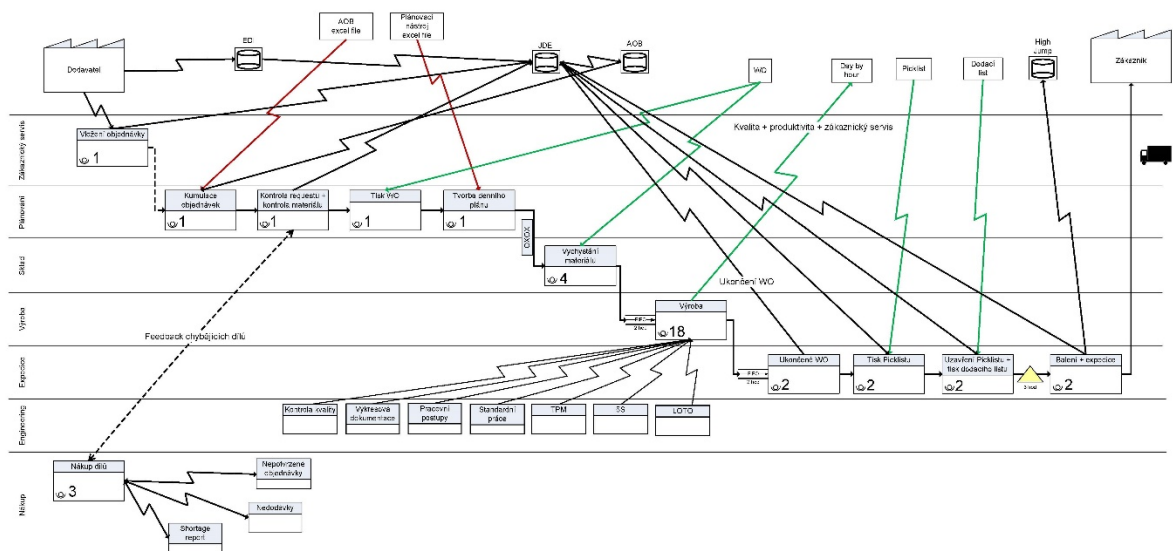 AOB
excel file
Plánovací
nástroj
excel file
EDI
JDE
AOB
High
Jump
Dodavatel
WO
Day by
hour
Picklist
Dodací
list
Zákazník
Zákaznický servis
Vložení objednávky
1
Kvalita + produktivita + zákaznický servis
Plánování
Kumulace
objednávek
1
Kontrola requestu +
kontrola materiálu
1
Tisk WO
1
Tvorba denního
plánu
1
OXOX
Sklad
Vychystání
materiálu
4
Ukončení WO
Výroba
Výroba
18
Feedback chybějících dílů
Expedice
Ukončené WO
2
Tisk Picklistu
2
Uzavření Picklistu +
tisk dodacího listu
2
Balení + expedice
2
Engineering
Kontrola kvality
Výkresová
dokumentace
Pracovní
postupy
Standardní
práce
TPM
5S
LOTO
Nákup
Nákup dílů
3
Nepotvrzené
objednávky
Nedodávky
Shortage
report